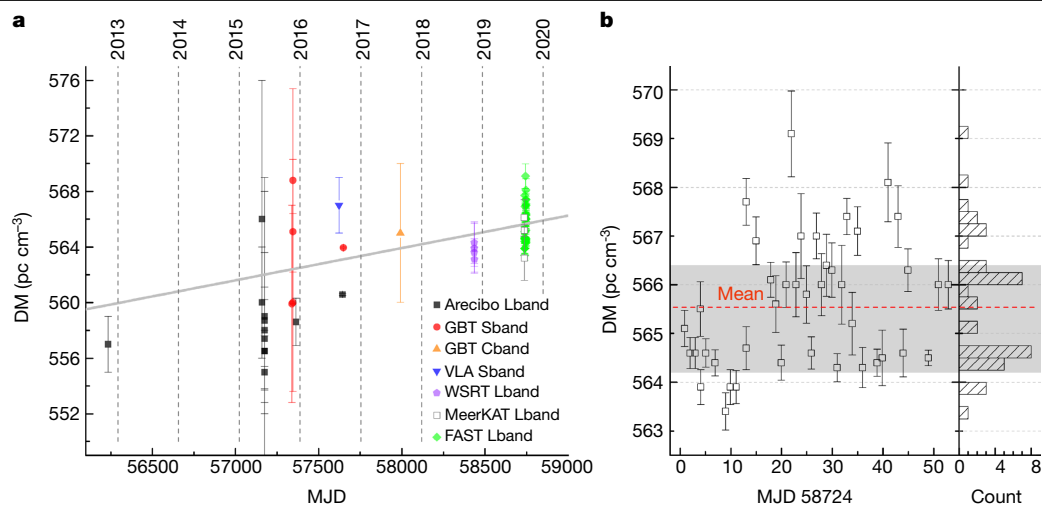 a
b
2013 2014 2015 2016 2017 2018 2019 2020
576
572
568
564
560
556
552
DM (pc cm⁻³)
56500 57000 57500 58000 58500 59000
MJD
Arecibo Lband
GBT Sband
GBT Cband
VLA Sband
WSRT Lband
MeerKAT Lband
FAST Lband
570
569
568
567
566
565
564
563
DM (pc cm⁻³)
Mean
0 10 20 30 40 50 0 4 8
MJD 58724 Count